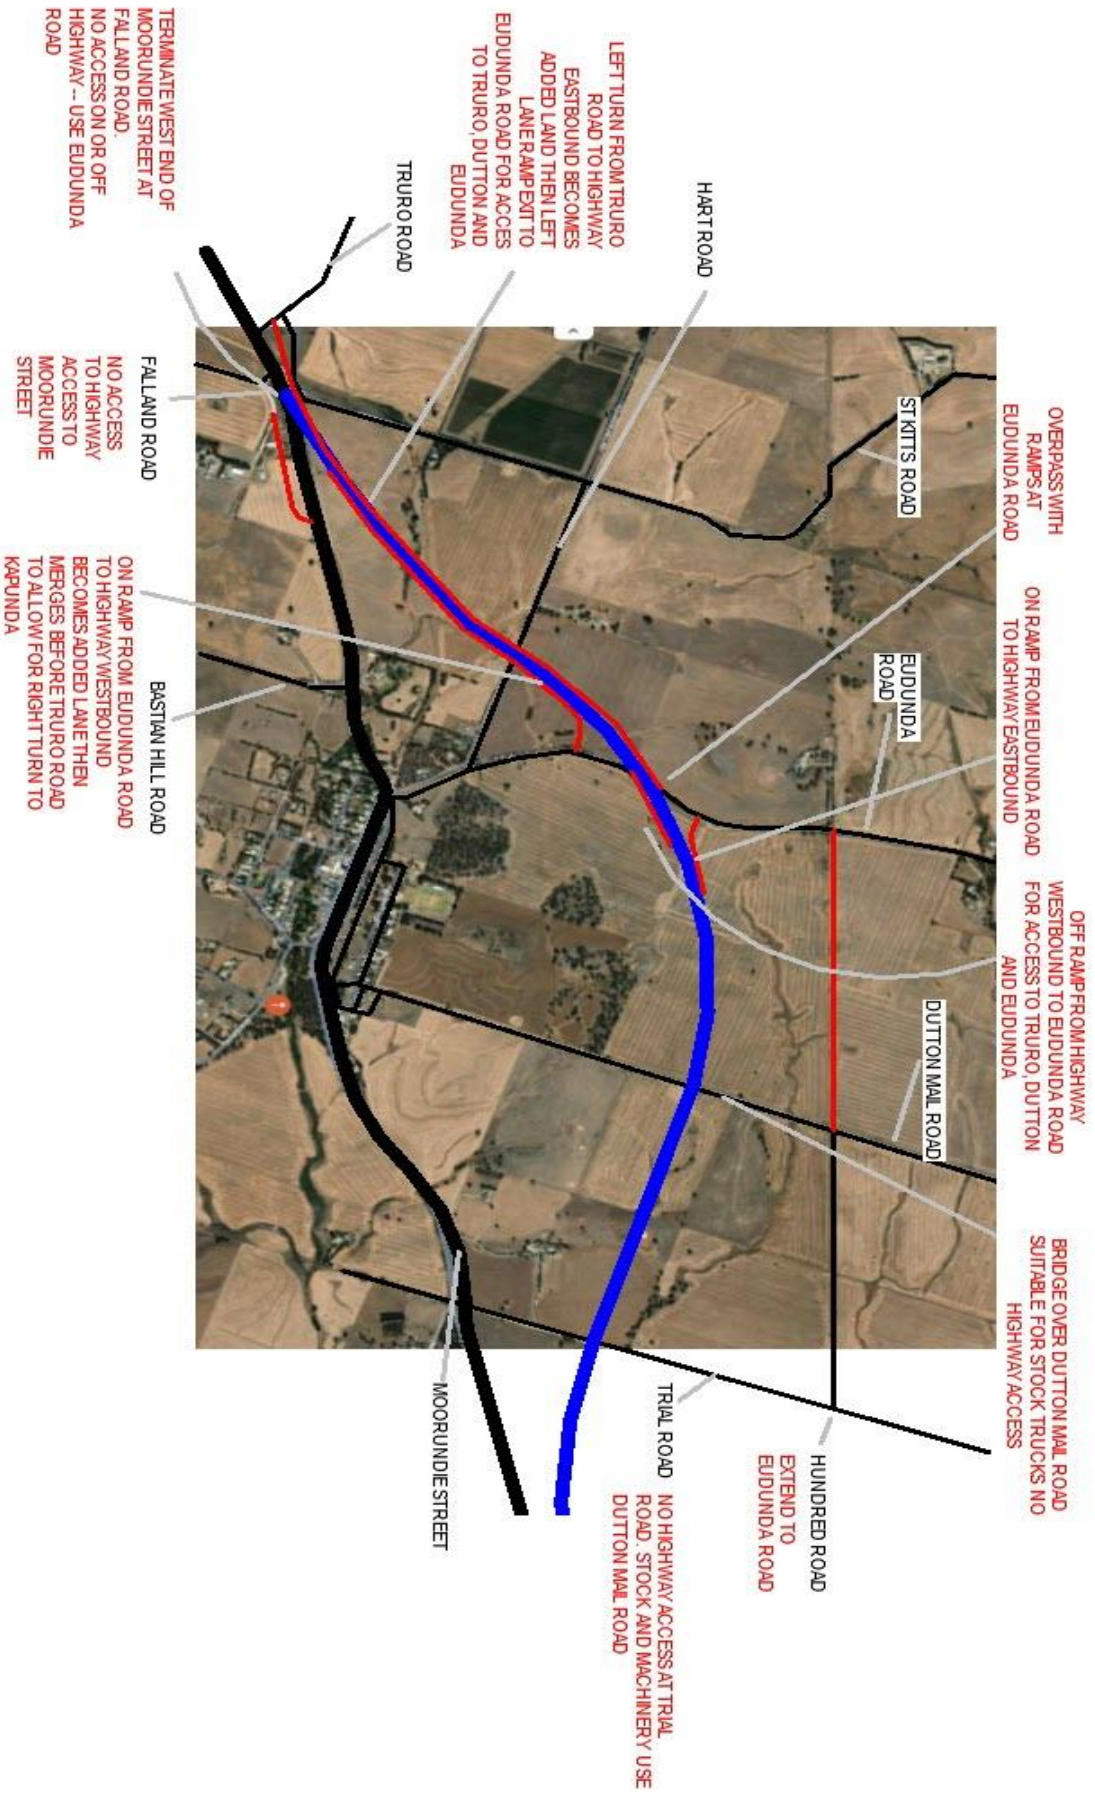 OVERPASS WITH
RAMPS AT
EUDUNDA ROAD
ON RAMP FROM EUDUNDA ROAD
TO HIGHWAY EASTBOUND
OFF RAMP FROM HIGHWAY
WESTBOUND TO EUDUNDA ROAD
FOR ACCESS TO TRURO, DUTTON
AND EUDUNDA
BRIDGE OVER DUTTON MAIL ROAD
SUITABLE FOR STOCK TRUCKS NO
HIGHWAY ACCESS
ST KITTS ROAD
EUDUNDA
ROAD
DUTTON MAIL ROAD
HUNDRED ROAD
EXTEND TO
EUDUNDA ROAD
HART ROAD
TRIAL ROAD
NO HIGHWAY ACCESS AT TRIAL
ROAD. STOCK AND MACHINERY USE
DUTTON MAIL ROAD
LEFT TURN FROM TRURO
ROAD TO HIGHWAY
EASTBOUND BECOMES
ADDED LAND THEN LEFT
LANE RAMP EXIT TO
EUDUNDA ROAD FOR ACCES
TO TRURO, DUTTON AND
EUDUNDA
TRURO ROAD
MOORUNDIE STREET
TERMINATE WEST END OF
MOORUNDIE STREET AT
FALLAND ROAD.
NO ACCESS ON OR OFF
HIGHWAY -- USE EUDUNDA
ROAD
FALLAND ROAD
NO ACCESS
TO HIGHWAY
ACCESS TO
MOORUNDIE
STREET
BASTIAN HILL ROAD
ON RAMP FROM EUDUNDA ROAD
TO HIGHWAY WESTBOUND
BECOMES ADDED LANE THEN
MERGES BEFORE TRURO ROAD
TO ALLOW FOR RIGHT TURN TO
KAPUNDA